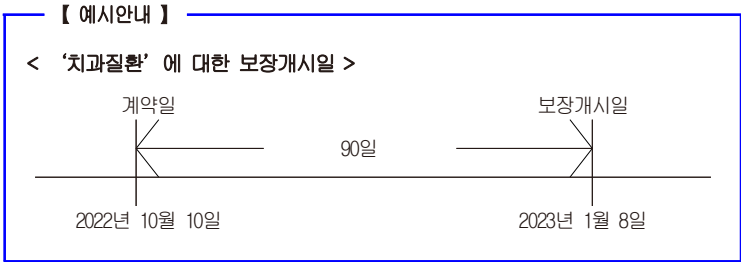 【 예시안내 】
< ‘치과질환’에 대한 보장개시일 >
계약일 보장개시일
90일
2022년 10월 10일 2023년 1월 8일